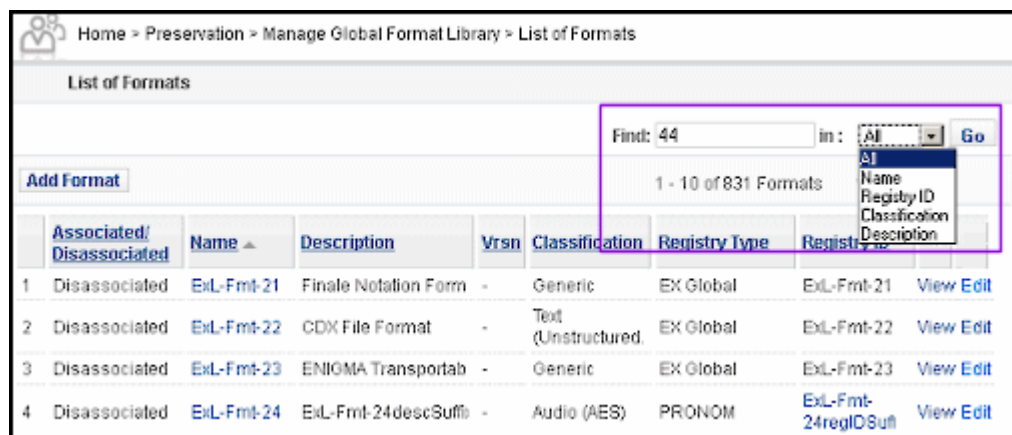 Home > Preservation > Manage Global Format Library > List of Formats
List of Formats
Find: 44 in : All Go
All
Name
Registry ID
Classification
Description
Add Format 1 - 10 of 831 Formats
Associated/ Disassociated Name Description Vrsn Classification Registry Type
1 Disassociated ExL-Fmt-21 Finale Notation Form - Generic EX Global ExL-Fmt-21 View Edit
2 Disassociated ExL-Fmt-22 CDX File Format - Text (Unstructured. EX Global ExL-Fmt-22 View Edit
3 Disassociated ExL-Fmt-23 ENIGMA Transportab - Generic EX Global ExL-Fmt-23 View Edit
4 Disassociated ExL-Fmt-24 ExL-Fmt-24descSuffi - Audio (AES) PRONOM ExL-Fmt-24regIDSuff View Edit